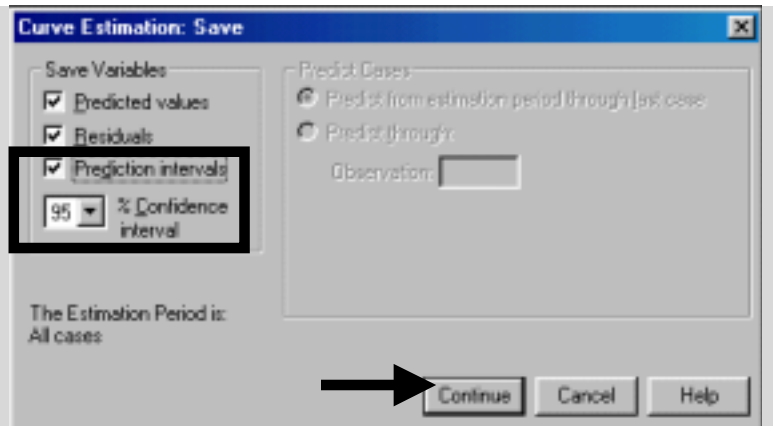 Curve Estimation: Save
Save Variables
Predicted values
Residuals
Prediction intervals
95
% Confidence
interval
The Estimation Period is:
All cases
Predict Cases
Predict from estimation period through last case
Predict through:
Observation:
Continue
Cancel
Help